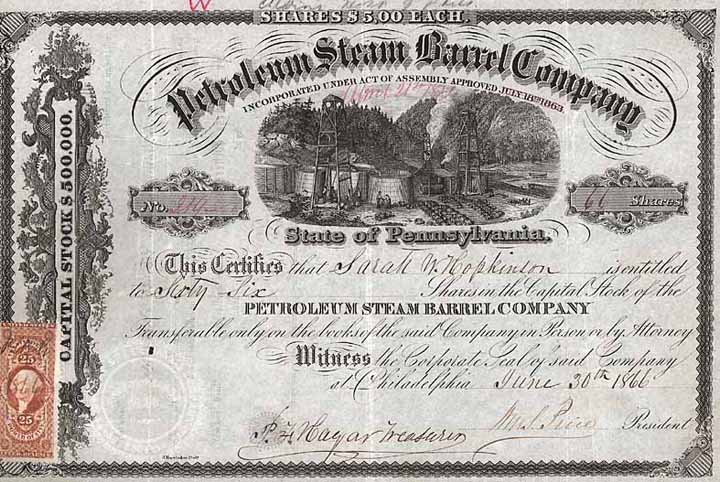 SHARES $5.00 EACH.
Petroleum Steam Barrel Company
INCORPORATED UNDER ACT OF ASSEMBLY APPROVED JULY 18TH 1863.
CAPITAL STOCK $500,000.
No.
Shares
State of Pennsylvania.
This Certifies that Sarah W. Hopkinson is entitled
to Sixty Six Shares in the Capital Stock of the
PETROLEUM STEAM BARREL COMPANY
Transferable only on the books of the said Company in Person or by Attorney
Witness the Corporate Seal of said Company
at Philadelphia June 30th 1866
President
Treasurer
25
25